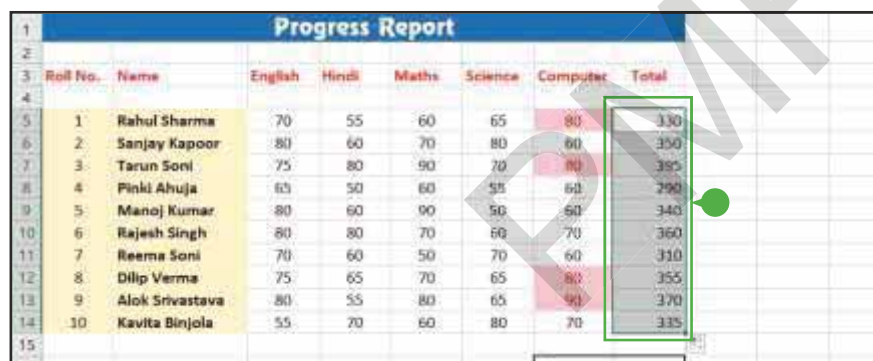 1 Progress Report
2
3 Roll No. Name English Hindi Maths Science Computer Total
4
5 1 Rahul Sharma 70 55 60 65 80 330
6 2 Sanjay Kapoor 80 60 70 80 60 350
7 3 Tarun Soni 75 80 90 70 80 395
8 4 Pinki Ahuja 65 50 60 55 60 290
9 5 Manoj Kumar 80 60 90 50 60 340
10 6 Rajesh Singh 80 80 70 60 70 360
11 7 Reema Soni 70 60 50 70 60 310
12 8 Dilip Verma 75 65 70 65 80 355
13 9 Alok Srivastava 80 55 80 65 90 370
14 10 Kavita Binjola 55 70 60 80 70 335
15